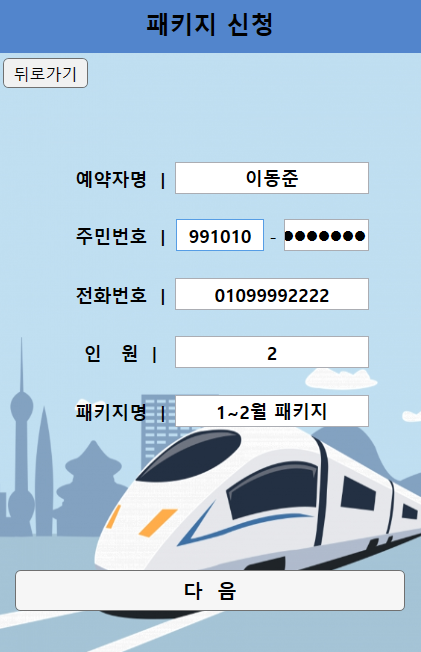 패키지 신청
뒤로가기
예약자명 | 이동준
주민번호 | 991010 - ●●●●●●●
전화번호 | 01099992222
인 원 | 2
패키지명 | 1~2월 패키지
다 음